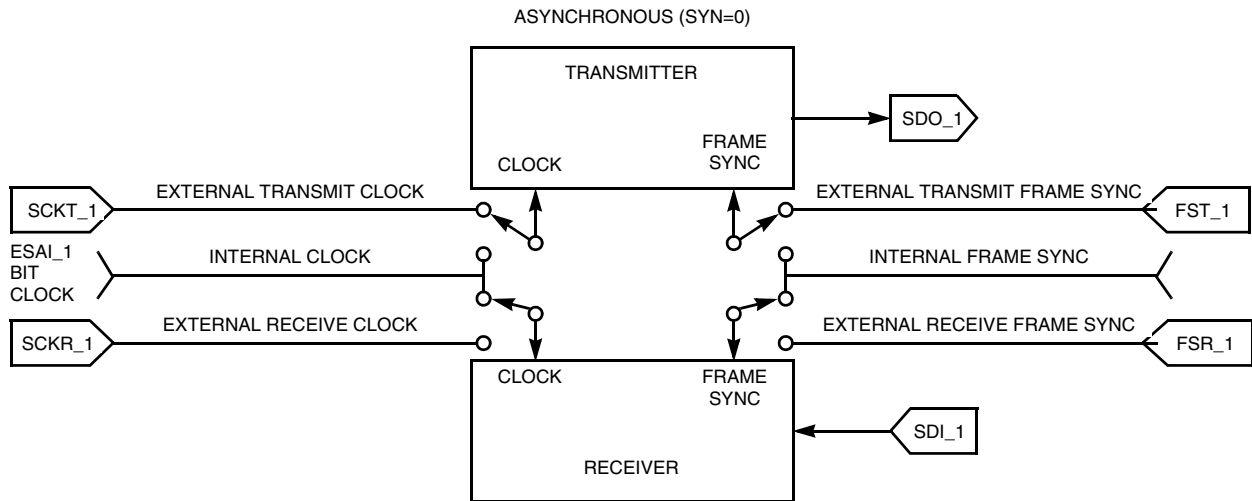 ASYNCHRONOUS (SYN=0)
TRANSMITTER
SDO_1
CLOCK
FRAME
SYNC
SCKT_1
EXTERNAL TRANSMIT CLOCK
EXTERNAL TRANSMIT FRAME SYNC
FST_1
ESAI_1
BIT
CLOCK
INTERNAL CLOCK
INTERNAL FRAME SYNC
SCKR_1
EXTERNAL RECEIVE CLOCK
EXTERNAL RECEIVE FRAME SYNC
FSR_1
CLOCK
FRAME
SYNC
SDI_1
RECEIVER